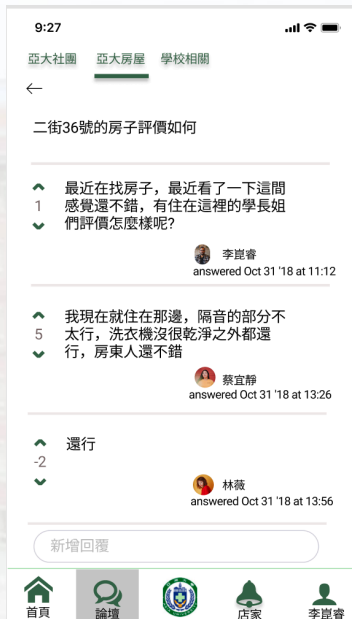 9:27
亞大社團 亞大房屋 學校相關
二街36號的房子評價如何
最近在找房子，最近看了一下這間
1 感覺還不錯，有住在這裡的學長姐
們評價怎麼樣呢?
李崑睿
answered Oct 31 '18 at 11:12
我現在就住在那邊，隔音的部分不
5 太行，洗衣機沒很乾淨之外都還
行，房東人還不錯
蔡宜靜
answered Oct 31 '18 at 13:26
還行
-2
林薇
answered Oct 31 '18 at 13:56
新增回覆
首頁 論壇 店家 李崑睿